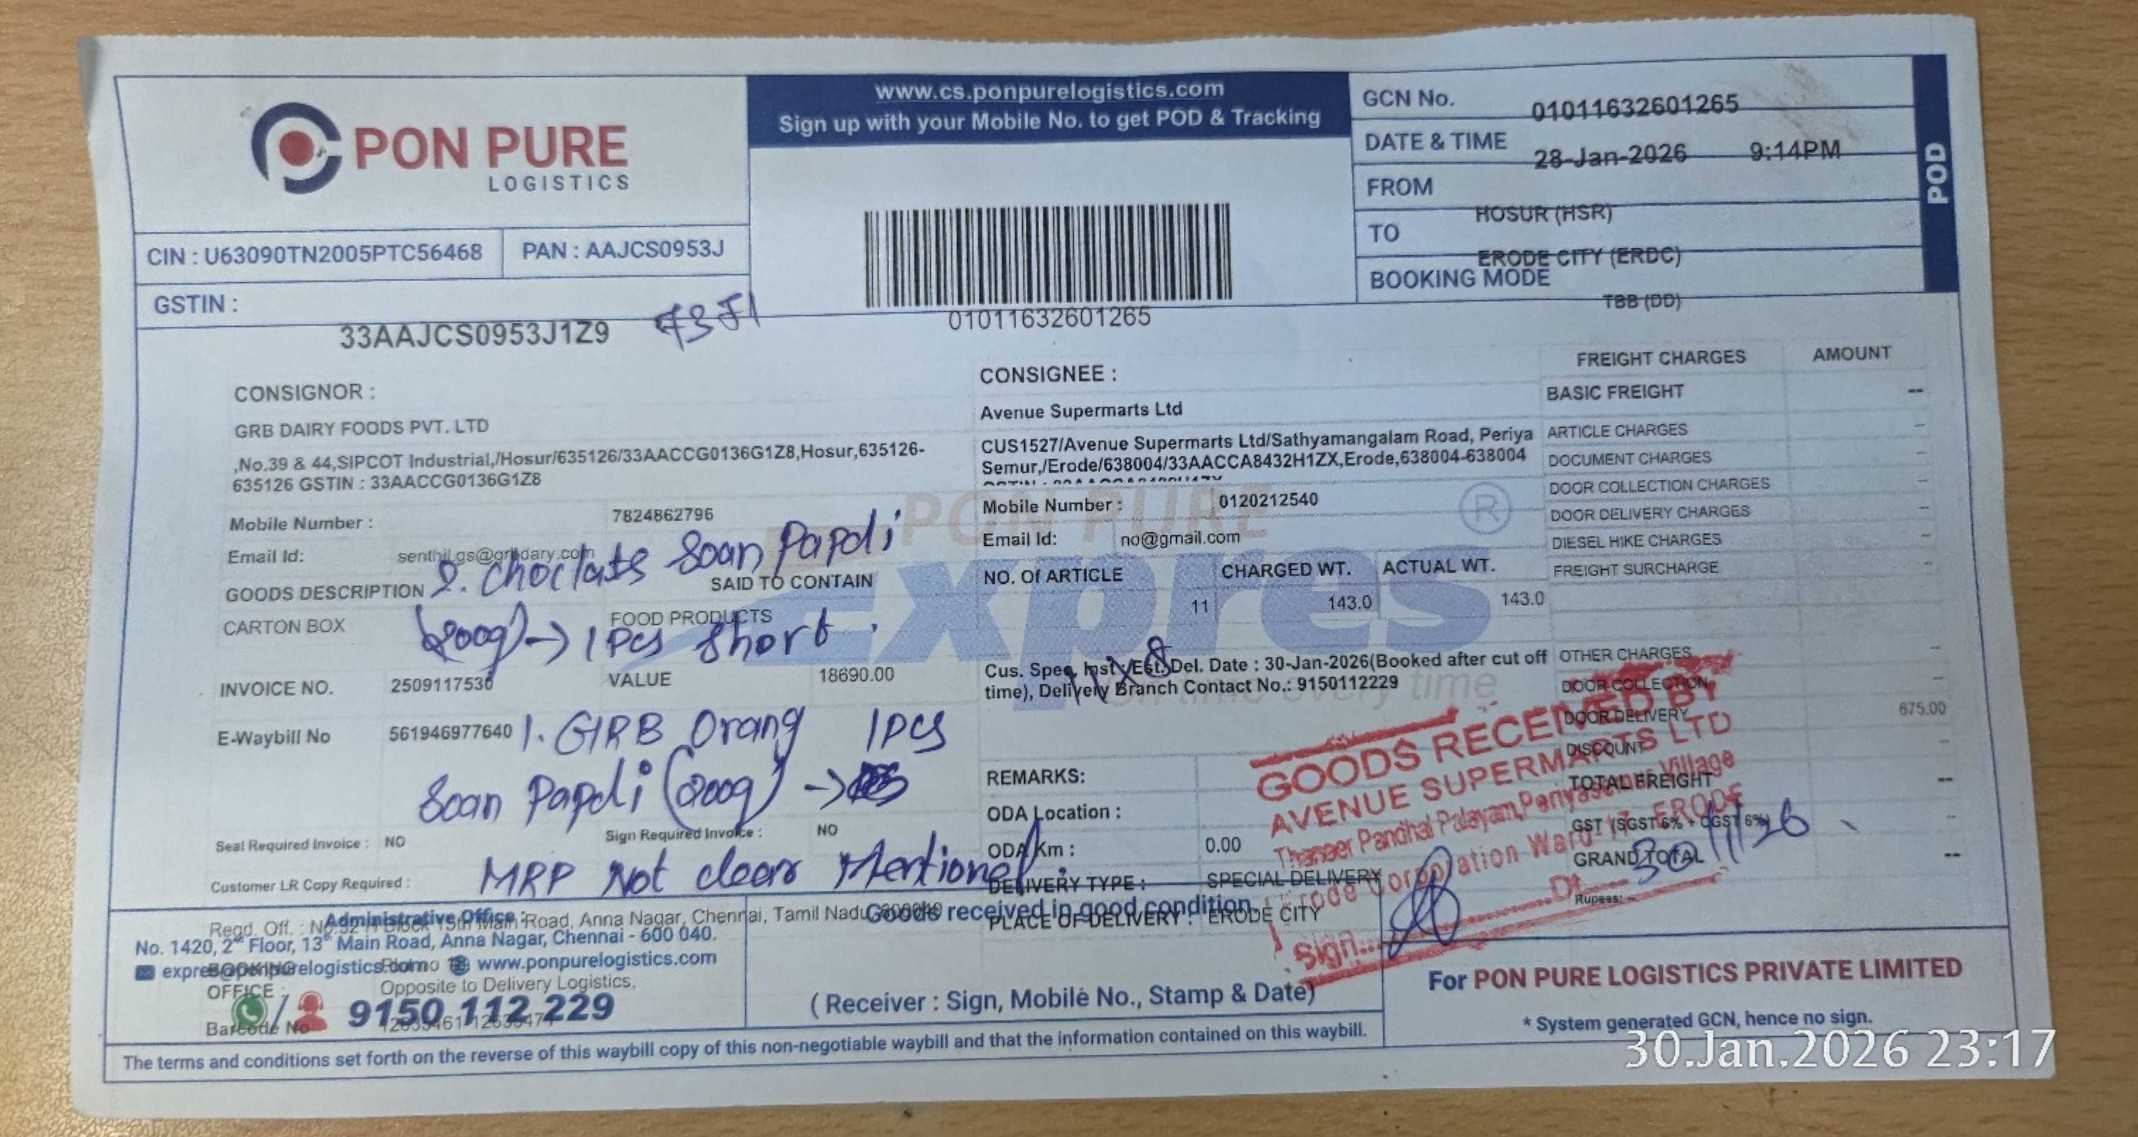 PON PURE
LOGISTICS
www.cs.ponpurelogistics.com
Sign up with your Mobile No. to get POD & Tracking
GCN No. 01011632601265
DATE & TIME 28-Jan-2026 9:14PM
FROM HOSUR (HSR)
TO ERODE CITY (ERDC)
BOOKING MODE TBB (DD)
POD
CIN : U63090TN2005PTC56468 PAN : AAJCS0953J
GSTIN :
33AAJCS0953J1Z9
01011632601265
CONSIGNOR :
GRB DAIRY FOODS PVT. LTD
,No.39 & 44,SIPCOT Industrial,/Hosur/635126/33AACCG0136G1Z8,Hosur,635126-
635126 GSTIN : 33AACCG0136G1Z8
Mobile Number : 7824862796
Email Id:
GOODS DESCRIPTION SAID TO CONTAIN
CARTON BOX FOOD PRODUCTS
2. Choclate Soan Papdi
(200g) → 1 Pcs Short.
INVOICE NO. 2509117530 VALUE 18690.00
E-Waybill No 561946977640
1. GRB Orang 1Pcs
Soan Papdi (200g) →
Seal Required Invoice : NO Sign Required Invoice : NO
Customer LR Copy Required :
MRP Not clear Mentioned.
CONSIGNEE :
Avenue Supermarts Ltd
CUS1527/Avenue Supermarts Ltd/Sathyamangalam Road, Periya
Semur,/Erode/638004/33AACCA8432H1ZX,Erode,638004-638004
Mobile Number : 0120212540
Email Id: no@gmail.com
PON PURE
Expres ®
NO. Of ARTICLE CHARGED WT. ACTUAL WT.
11 143.0 143.0
11x8
Cus. Spec. Inst :/Est. Del. Date : 30-Jan-2026(Booked after cut off
time), Delivery Branch Contact No.: 9150112229
REMARKS:
ODA Location :
ODA Km : 0.00
DELIVERY TYPE : SPECIAL DELIVERY
PLACE OF DELIVERY : ERODE CITY
FREIGHT CHARGES AMOUNT
BASIC FREIGHT --
ARTICLE CHARGES --
DOCUMENT CHARGES --
DOOR COLLECTION CHARGES --
DOOR DELIVERY CHARGES --
DIESEL HIKE CHARGES --
FREIGHT SURCHARGE --
OTHER CHARGES --
DOOR COLLECTION --
DOOR DELIVERY 675.00
DISCOUNT --
TOTAL FREIGHT --
GST (SGST 6% + CGST 6%)
GRAND TOTAL --
Rupees: --
GOODS RECEIVED BY
AVENUE SUPERMARTS LTD
Dt.....
30/1/26
Sign....
Administrative Office :
No. 1420, 2nd Floor, 13th Main Road, Anna Nagar, Chennai - 600 040.
www.ponpurelogistics.com
BOOKING
OFFICE :
Opposite to Delivery Logistics,
9150 112 229
Barcode No
Goods received in good condition
( Receiver : Sign, Mobile No., Stamp & Date)
For PON PURE LOGISTICS PRIVATE LIMITED
* System generated GCN, hence no sign.
The terms and conditions set forth on the reverse of this waybill copy of this non-negotiable waybill and that the information contained on this waybill.
30.Jan.2026 23:17